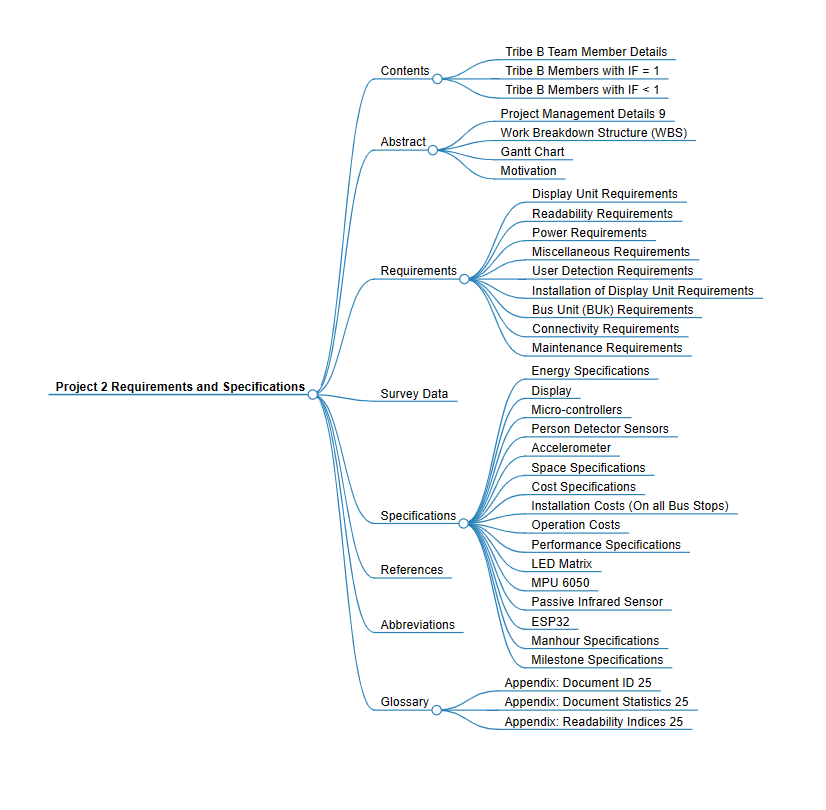 Tribe B Team Member Details
Contents
Tribe B Members with IF = 1
Tribe B Members with IF < 1
Project Management Details 9
Work Breakdown Structure (WBS)
Abstract
Gantt Chart
Motivation
Display Unit Requirements
Readability Requirements
Power Requirements
Miscellaneous Requirements
Requirements
User Detection Requirements
Installation of Display Unit Requirements
Bus Unit (BUk) Requirements
Connectivity Requirements
Maintenance Requirements
Energy Specifications
Project 2 Requirements and Specifications
Display
Survey Data
Micro-controllers
Person Detector Sensors
Accelerometer
Space Specifications
Cost Specifications
Installation Costs (On all Bus Stops)
Specifications
Operation Costs
Performance Specifications
LED Matrix
References
MPU 6050
Passive Infrared Sensor
ESP32
Abbreviations
Manhour Specifications
Milestone Specifications
Appendix: Document ID 25
Glossary
Appendix: Document Statistics 25
Appendix: Readability Indices 25